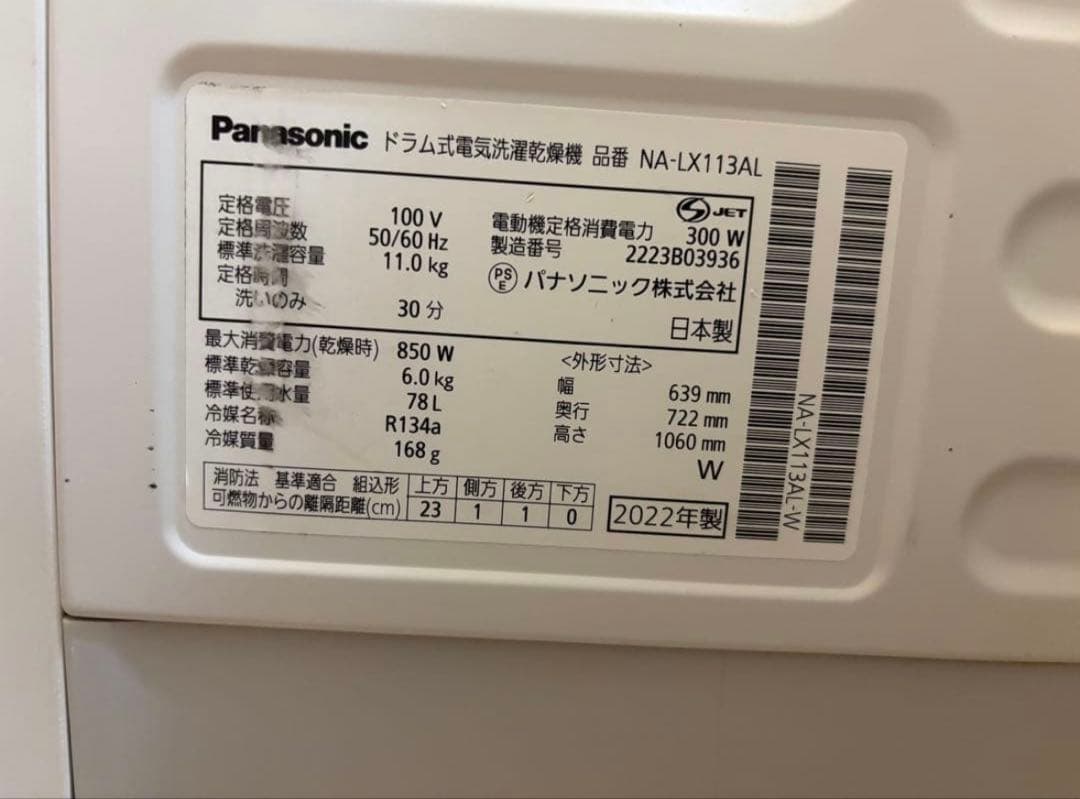 Panasonic ドラム式電気洗濯乾燥機 品番 NA-LX113AL
定格電圧 100 V
定格周波数 50/60 Hz
標準洗濯容量 11.0 kg
定格時間
洗いのみ 30 分
JET
電動機定格消費電力 300 W
製造番号 2223B03936
PSE パナソニック株式会社
日本製
最大消費電力(乾燥時) 850 W
標準乾燥容量 6.0 kg
標準使用水量 78 L
冷媒名称 R134a
冷媒質量 168 g
<外形寸法>
幅 639 mm
奥行 722 mm
高さ 1060 mm
W
消防法 基準適合 組込形 上方 側方 後方 下方
可燃物からの離隔距離(cm) 23 1 1 0
2022年製
NA-LX113AL-W